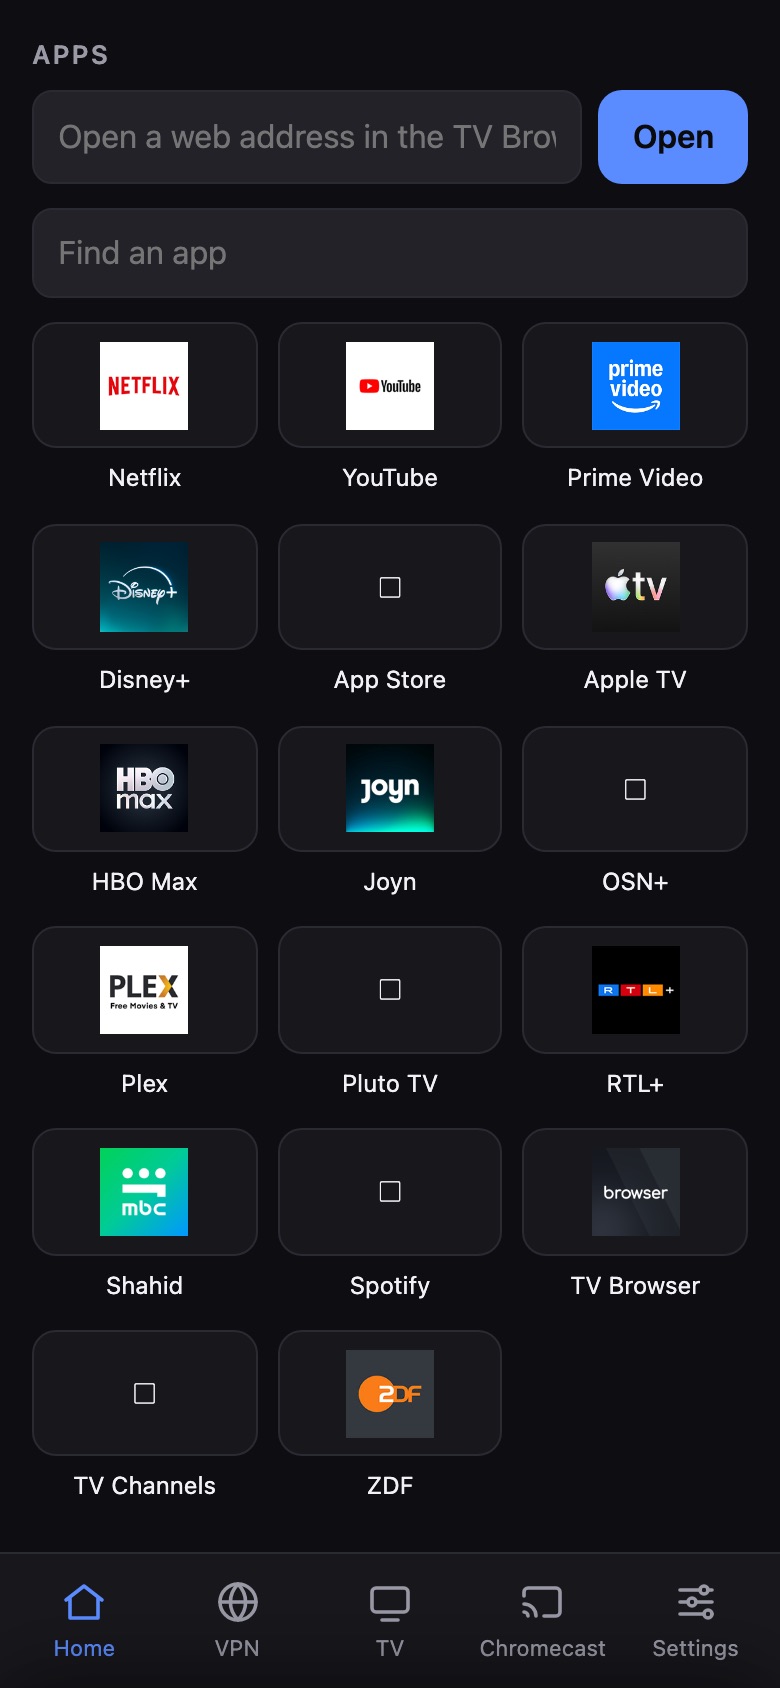 APPS
Open a web address in the TV Brow
Open
Find an app
NETFLIX
YouTube
prime
video
Netflix
YouTube
Prime Video
Disney+
tv
Disney+
App Store
Apple TV
HBO
max
joyn
HBO Max
Joyn
OSN+
PLEX
Free Movies & TV
RTL+
Plex
Pluto TV
RTL+
mbc
browser
Shahid
Spotify
TV Browser
ZDF
TV Channels
ZDF
Home
VPN
TV
Chromecast
Settings